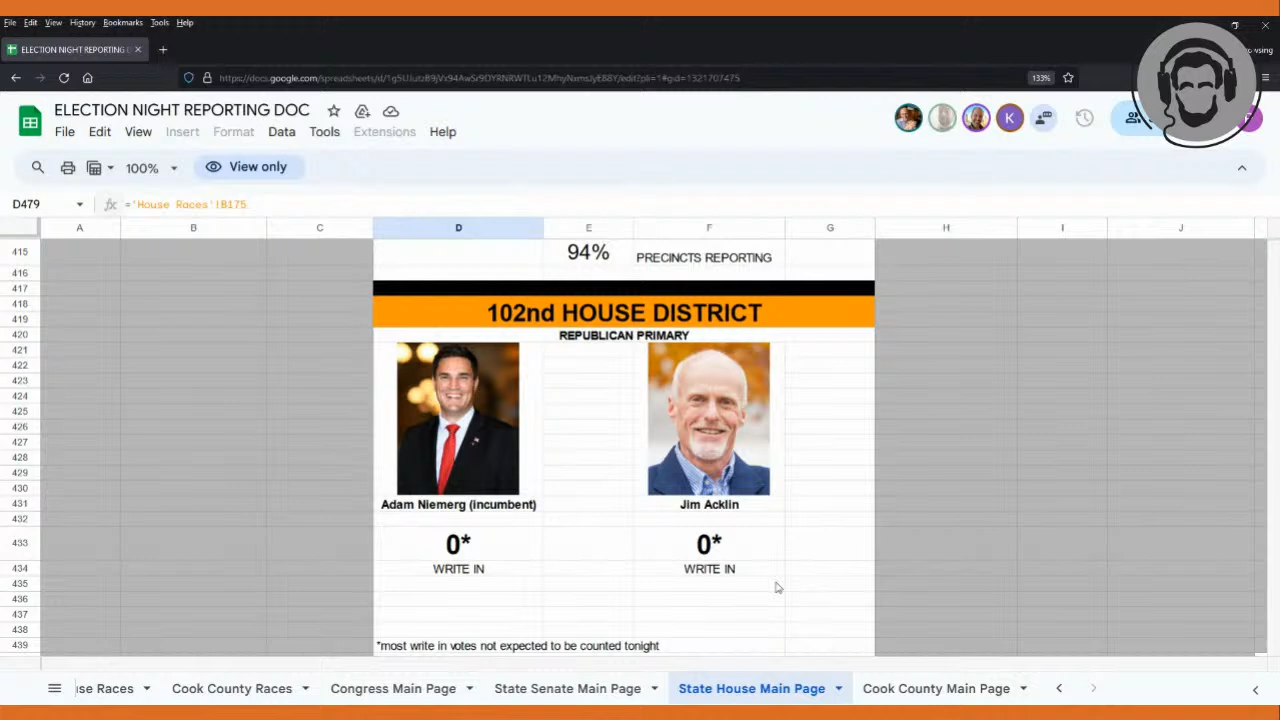 File Edit View History Bookmarks Tools Help
ELECTION NIGHT REPORTING
133%
ELECTION NIGHT REPORTING DOC
File Edit View Insert Format Data Tools Extensions Help
K
100% View only
D479 fx ='House Races'!B175
A B C D E F G H I J
415 94% PRECINCTS REPORTING
416
417
418 102nd HOUSE DISTRICT
419
420 REPUBLICAN PRIMARY
421
422
423
424
425
426
427
428
429
430
431 Adam Niemerg (incumbent) Jim Acklin
432
433 0* 0*
434 WRITE IN WRITE IN
435
436
437
438
439 *most write in votes not expected to be counted tonight
se Races Cook County Races Congress Main Page State Senate Main Page State House Main Page Cook County Main Page